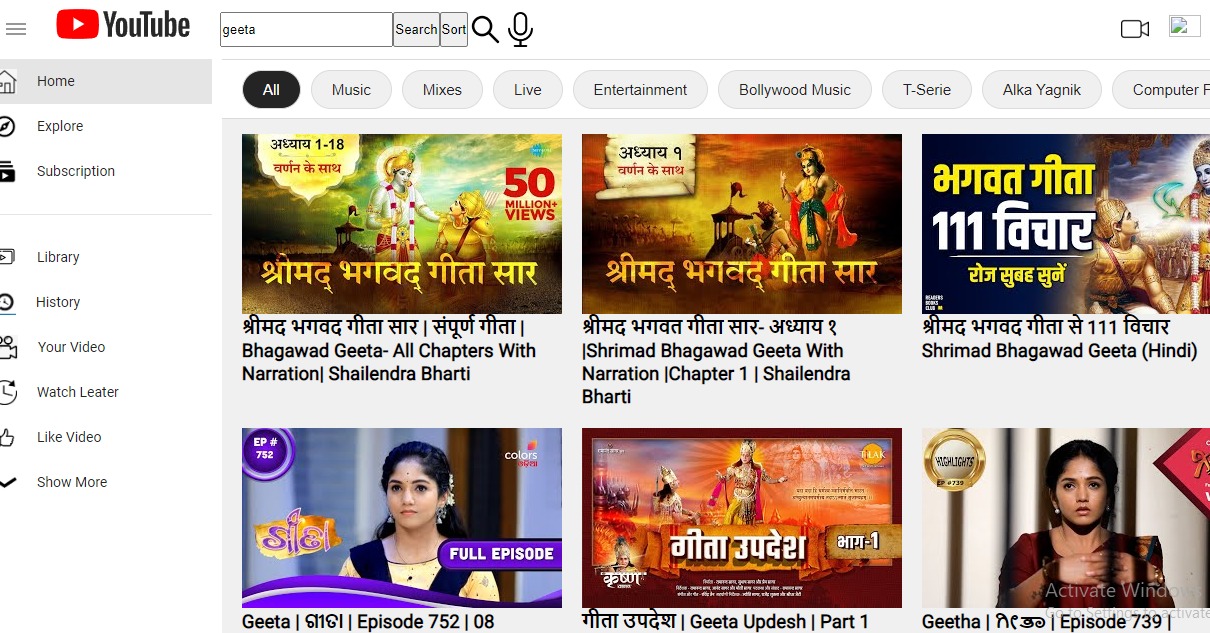 YouTube
geeta
Search
Sort
Home
Explore
Subscription
Library
History
Your Video
Watch Leater
Like Video
Show More
All
Music
Mixes
Live
Entertainment
Bollywood Music
T-Serie
Alka Yagnik
Computer F
अध्याय 1-18
वर्णन के साथ
50
MILLION+
VIEWS
श्रीमद् भगवद् गीता सार
श्रीमद भगवद गीता सार | संपूर्ण गीता |
Bhagawad Geeta- All Chapters With
Narration| Shailendra Bharti
अध्याय १
वर्णन के साथ
श्रीमद् भगवद् गीता सार
श्रीमद भगवत गीता सार- अध्याय १
|Shrimad Bhagawad Geeta With
Narration |Chapter 1 | Shailendra
Bharti
भगवत गीता
111 विचार
रोज सुबह सुनें
READERS
BOOKS
CLUB
श्रीमद भगवद गीता से 111 विचार
Shrimad Bhagawad Geeta (Hindi)
EP #
752
colors
ଓଡ଼ିଆ
ଗୀତା
FULL EPISODE
Geeta | ଗୀତା | Episode 752 | 08
TILAK
गीता उपदेश
भाग-1
कृष्णा
गीता उपदेश | Geeta Updesh | Part 1
HIGHLIGHTS
EP #739
Geetha | ಗೀತಾ | Episode 739 |
Activate Windows
Go to Settings to activate